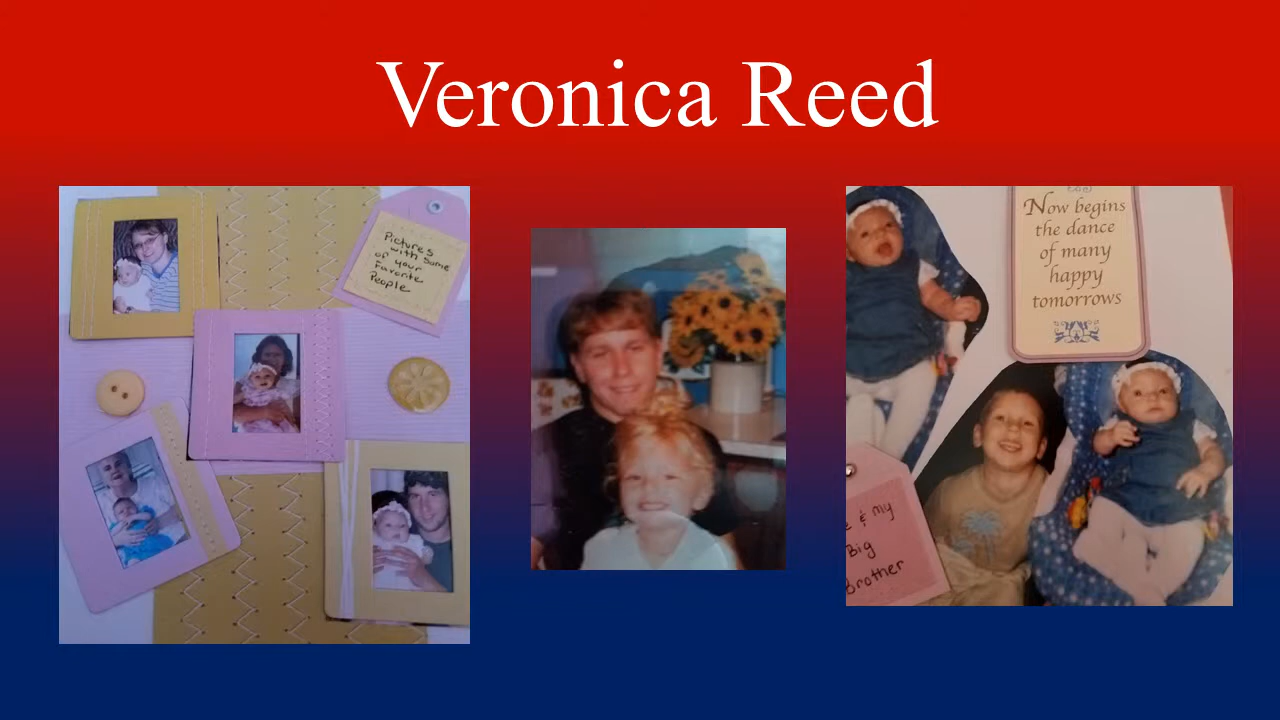 Veronica Reed
Pictures
with some
of your
Favorite
People
Now begins
the dance
of many
happy
tomorrows
& my
Big
Brother